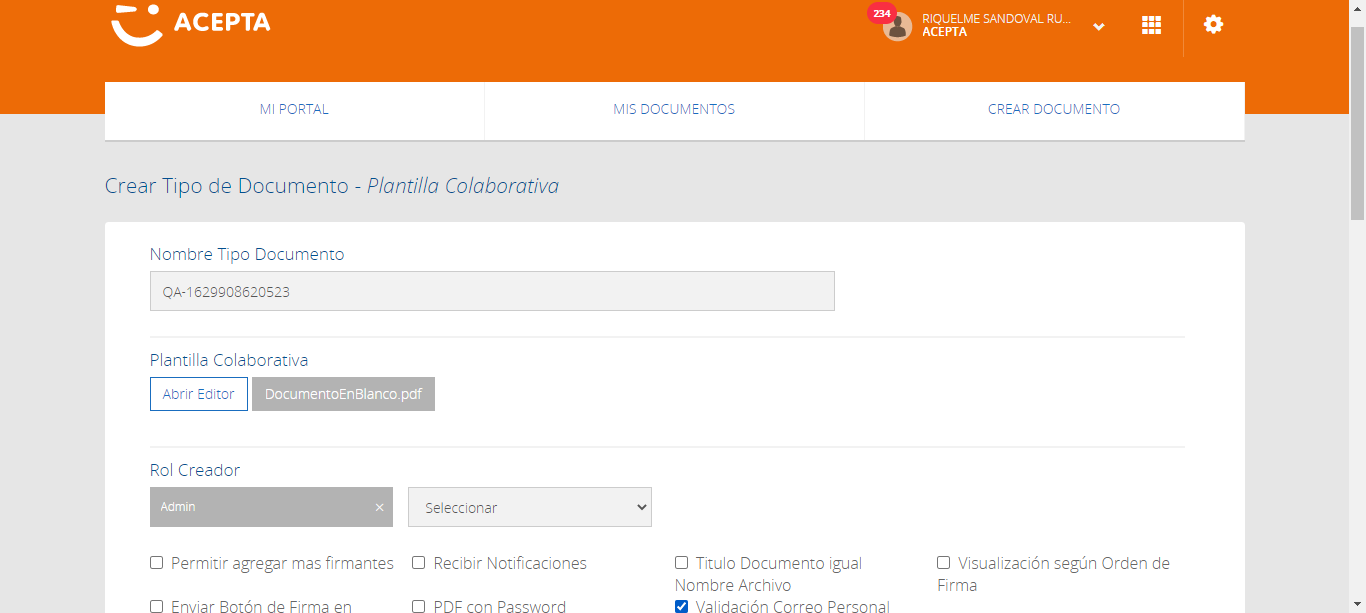 ACEPTA
234
RIQUELME SANDOVAL RU...
ACEPTA
MI PORTAL
MIS DOCUMENTOS
CREAR DOCUMENTO
Crear Tipo de Documento - Plantilla Colaborativa
Nombre Tipo Documento
QA-1629908620523
Plantilla Colaborativa
Abrir Editor
DocumentoEnBlanco.pdf
Rol Creador
Admin ×
Seleccionar
Permitir agregar mas firmantes
Recibir Notificaciones
Titulo Documento igual
Nombre Archivo
Visualización según Orden de
Firma
Enviar Botón de Firma en
PDF con Password
Validación Correo Personal